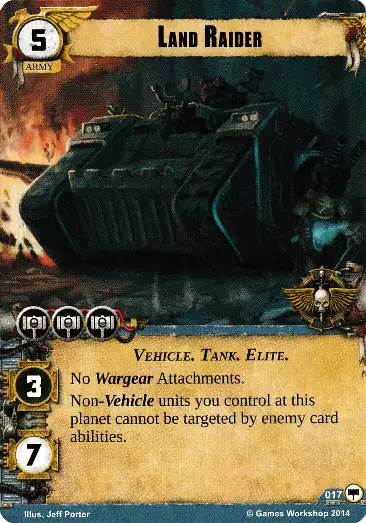 5
LAND RAIDER
ARMY
VEHICLE. TANK. ELITE.
3
No Wargear Attachments.
Non-Vehicle units you control at this
planet cannot be targeted by enemy card
abilities.
7
017
Illus. Jeff Porter
© Games Workshop 2014